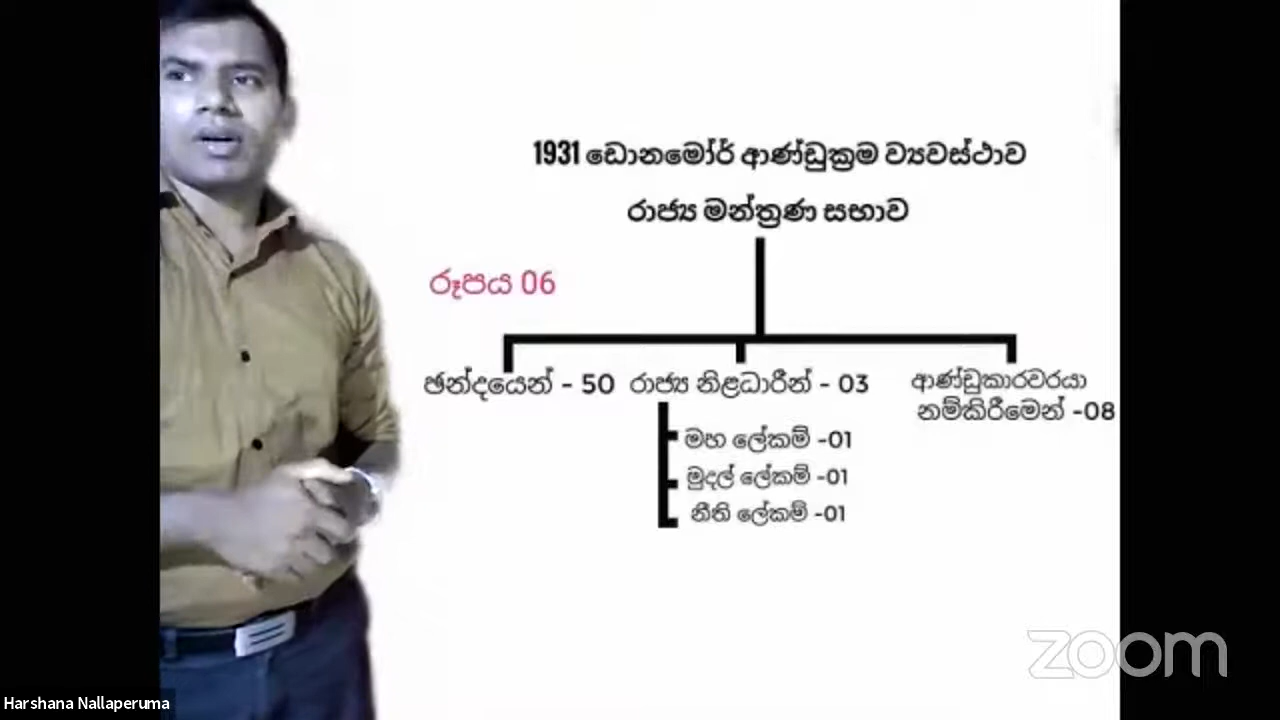 1931 ඩොනමෝර් ආණ්ඩුක්‍රම ව්‍යවස්ථාව
රාජ්‍ය මන්ත්‍රණ සභාව
රූපය 06
ඡන්දයෙන් - 50 රාජ්‍ය නිළධාරීන් - 03 ආණ්ඩුකාරවරයා
නම්කිරීමෙන් -08
මහ ලේකම් -01
මුදල් ලේකම් -01
නීති ලේකම් -01
zoom
Harshana Nallaperuma